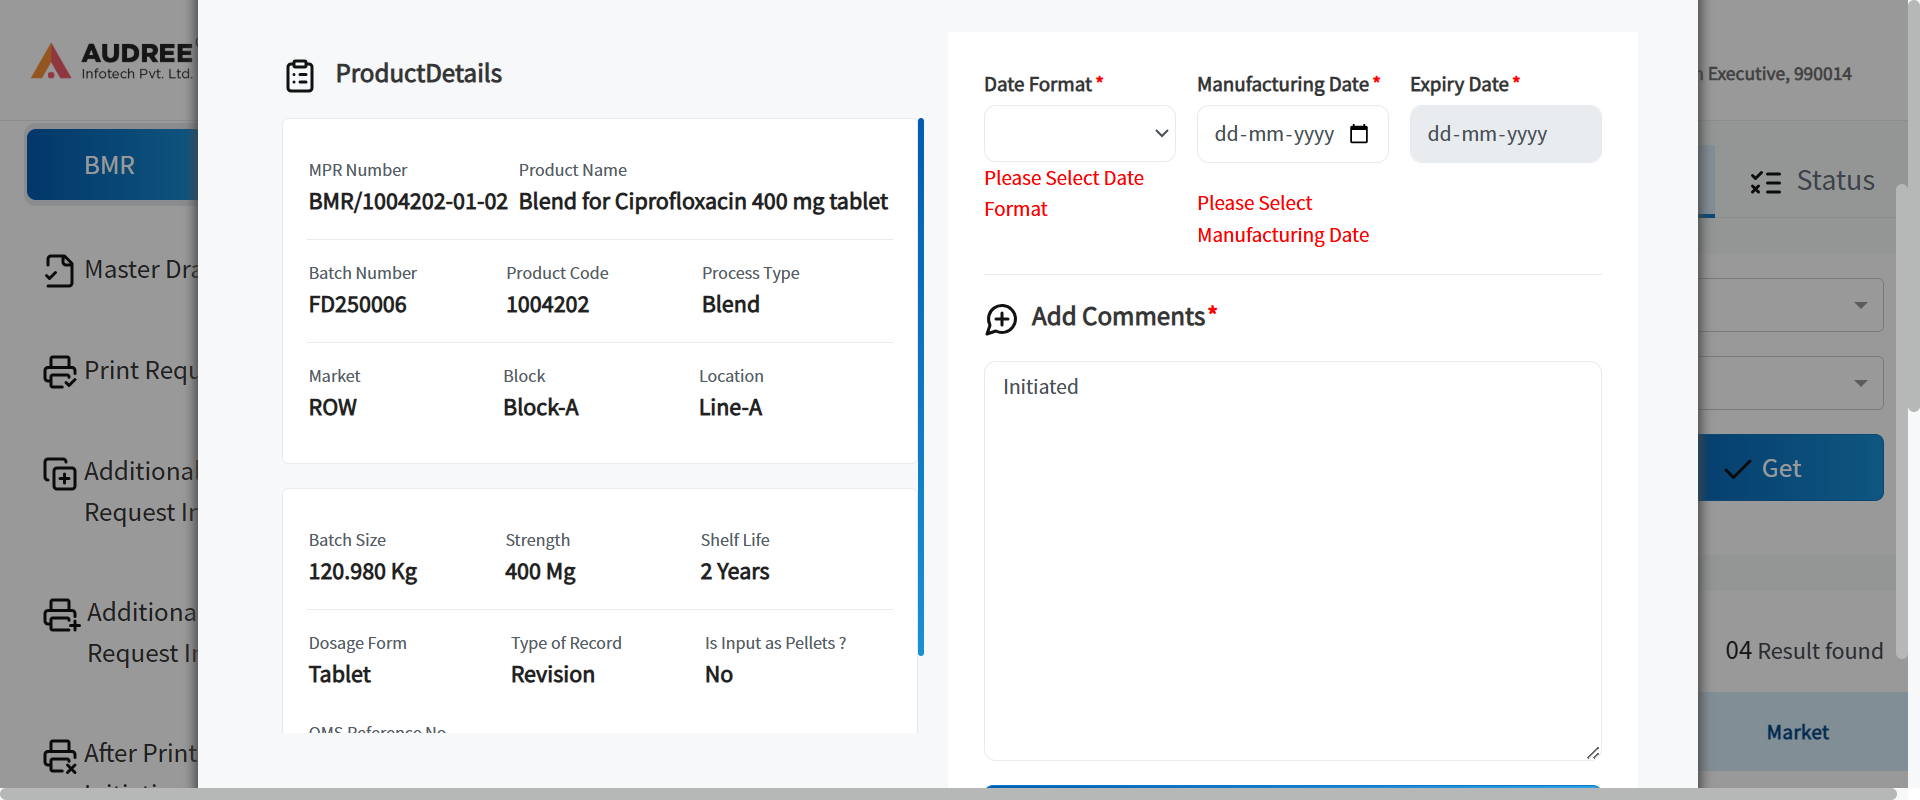 AUDREE
Infotech Pvt. Ltd.
n Executive, 990014
BMR
Master Dra
Print Requ
Additional
Request In
Additiona
Request In
After Print
ProductDetails
MPR Number
Product Name
BMR/1004202-01-02
Blend for Ciprofloxacin 400 mg tablet
Batch Number
Product Code
Process Type
FD250006
1004202
Blend
Market
Block
Location
ROW
Block-A
Line-A
Batch Size
Strength
Shelf Life
120.980 Kg
400 Mg
2 Years
Dosage Form
Type of Record
Is Input as Pellets ?
Tablet
Revision
No
QMS Reference No
Date Format *
Manufacturing Date *
Expiry Date *
dd-mm-yyyy
dd-mm-yyyy
Please Select Date
Format
Please Select
Manufacturing Date
Add Comments *
Initiated
Status
Get
04 Result found
Market